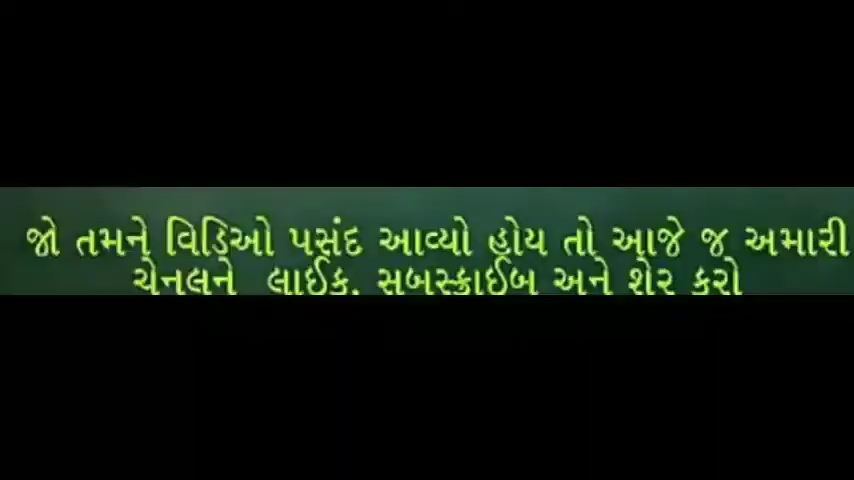 જો તમને વિડિઓ પસંદ આવ્યો હોય તો આજે જ અમારી
ચેનલને લાઈક, સબસ્ક્રાઈબ અને શેર કરો